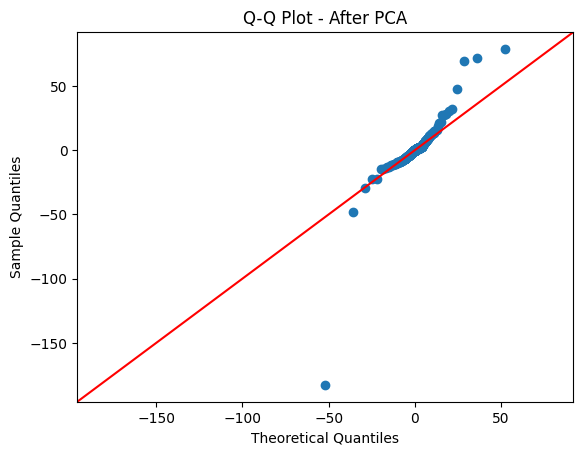 Q-Q Plot - After PCA
Sample Quantiles
50
0
−50
−100
−150
−150 −100 −50 0 50
Theoretical Quantiles